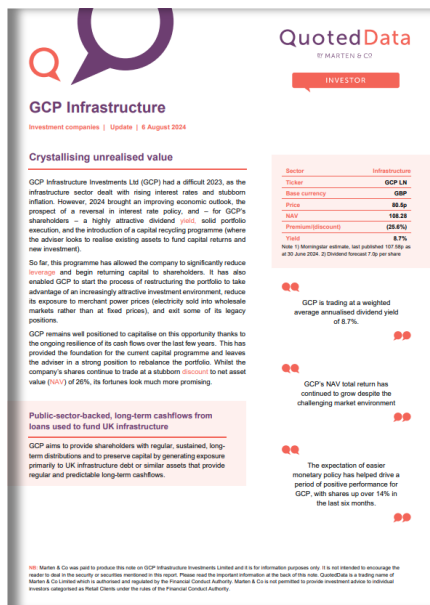 QuotedData
BY MARTEN & CO
INVESTOR
GCP Infrastructure
Investment companies | Update | 6 August 2024
Crystallising unrealised value
GCP Infrastructure Investments Ltd (GCP) had a difficult 2023, as the
infrastructure sector dealt with rising interest rates and stubborn
inflation. However, 2024 brought an improving economic outlook, the
prospect of a reversal in interest rate policy, and – for GCP's
shareholders – a highly attractive dividend yield, solid portfolio
execution, and the introduction of a capital recycling programme (where
the adviser looks to realise existing assets to fund capital returns and
new investment).
So far, this programme has allowed the company to significantly reduce
leverage and begin returning capital to shareholders. It has also
enabled GCP to start the process of restructuring the portfolio to take
advantage of an increasingly attractive investment environment, reduce
its exposure to merchant power prices (electricity sold into wholesale
markets rather than at fixed prices), and exit some of its legacy
positions.
GCP remains well positioned to capitalise on this opportunity thanks to
the ongoing resilience of its cash flows over the last few years. This has
provided the foundation for the current capital programme and leaves
the adviser in a strong position to rebalance the portfolio. Whilst the
company's shares continue to trade at a stubborn discount to net asset
value (NAV) of 26%, its fortunes look much more promising.
Public-sector-backed, long-term cashflows from
loans used to fund UK infrastructure
GCP aims to provide shareholders with regular, sustained, long-
term distributions and to preserve capital by generating exposure
primarily to UK infrastructure debt or similar assets that provide
regular and predictable long-term cashflows.
Sector Infrastructure
Ticker GCP LN
Base currency GBP
Price 80.5p
NAV 108.28
Premium/(discount) (25.6%)
Yield 8.7%
Note 1) Morningstar estimate, last published 107.58p as
at 30 June 2024. 2) Dividend forecast 7.0p per share
GCP is trading at a weighted
average annualised dividend yield
of 8.7%.
GCP's NAV total return has
continued to grow despite the
challenging market environment
The expectation of easier
monetary policy has helped drive a
period of positive performance for
GCP, with shares up over 14% in
the last six months.
NB: Marten & Co was paid to produce this note on GCP Infrastructure Investments Limited and it is for information purposes only. It is not intended to encourage the
reader to deal in the security or securities mentioned in this report. Please read the important information at the back of this note. QuotedData is a trading name of
Marten & Co Limited which is authorised and regulated by the Financial Conduct Authority. Marten & Co is not permitted to provide investment advice to individual
investors categorised as Retail Clients under the rules of the Financial Conduct Authority.